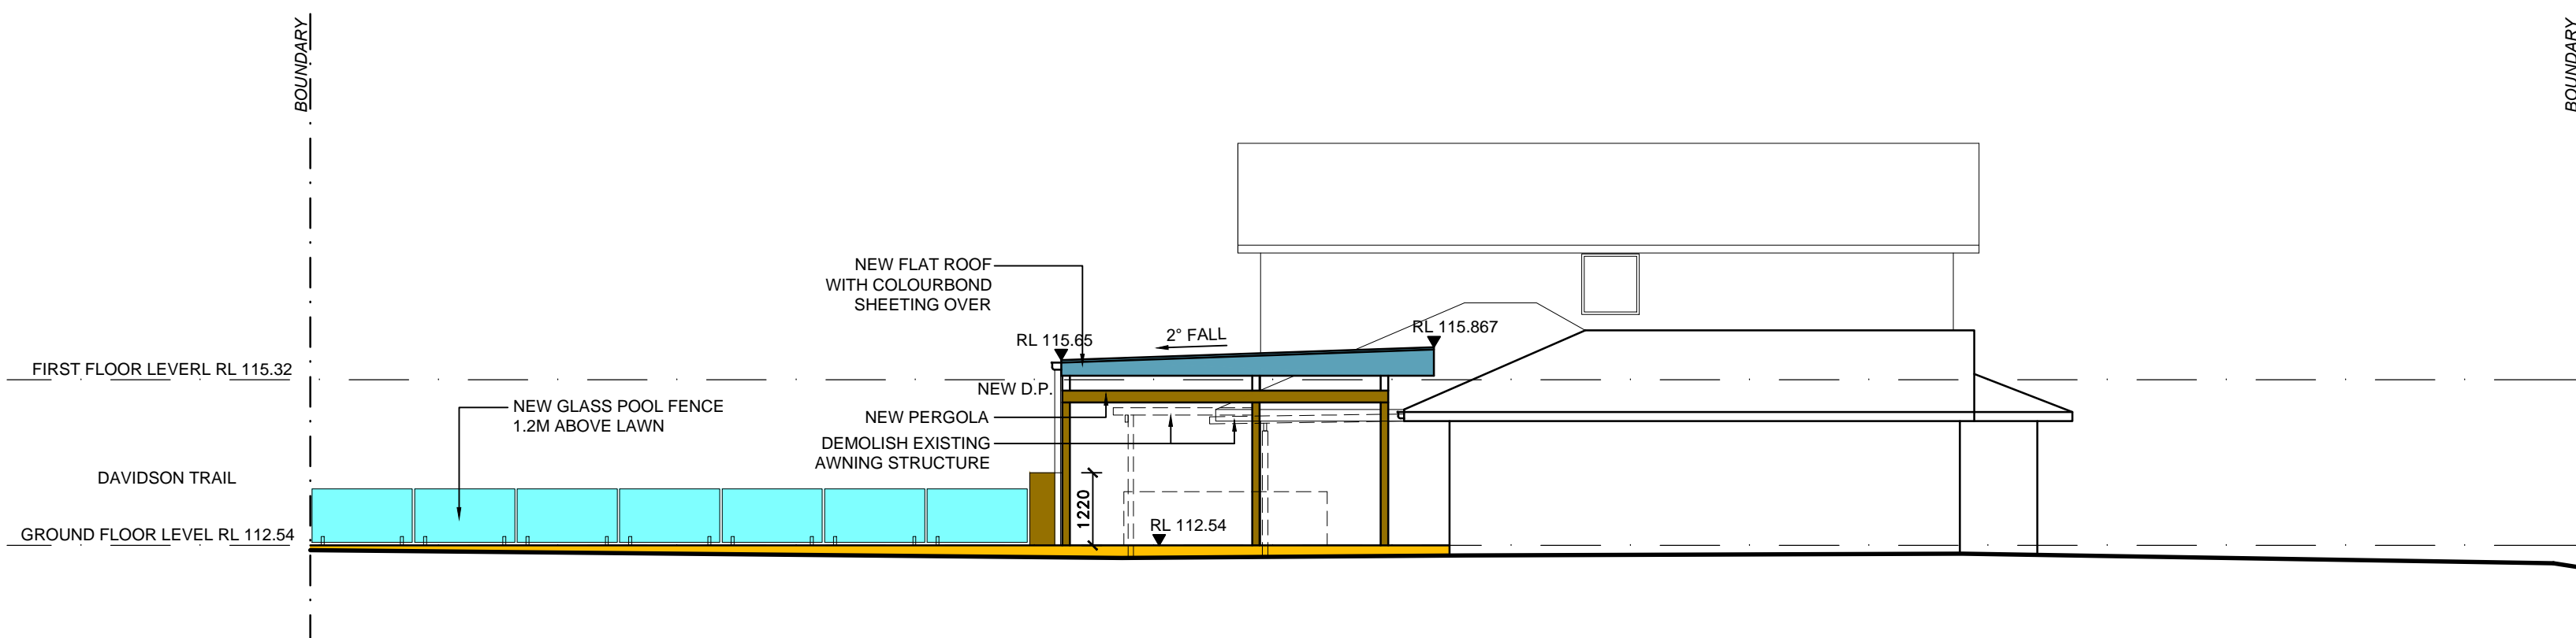 BOUNDARY
BOUNDARY
NEW FLAT ROOF
WITH COLOURBOND
SHEETING OVER
RL 115.65
2° FALL
RL 115.867
FIRST FLOOR LEVERL RL 115.32
NEW D.P.
NEW GLASS POOL FENCE
1.2M ABOVE LAWN
NEW PERGOLA
DEMOLISH EXISTING
AWNING STRUCTURE
DAVIDSON TRAIL
1220
RL 112.54
GROUND FLOOR LEVEL RL 112.54